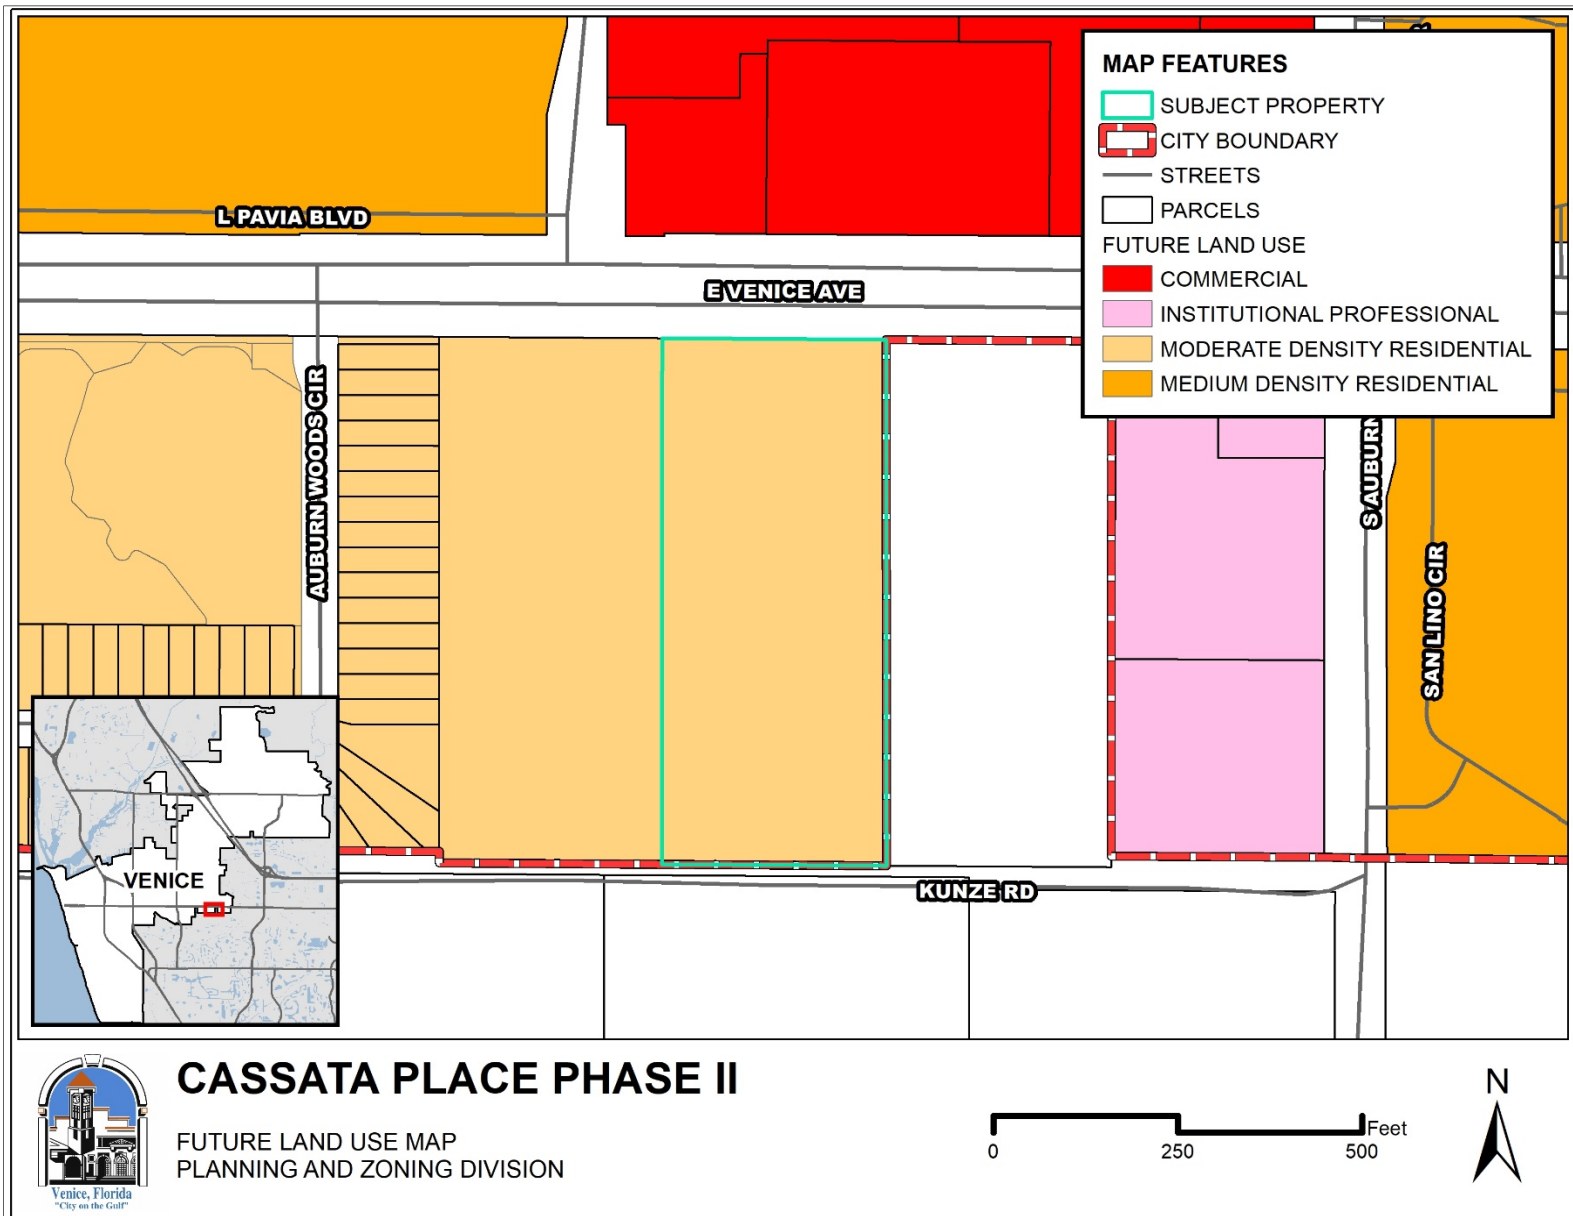 MAP FEATURES
SUBJECT PROPERTY
CITY BOUNDARY
STREETS
PARCELS
FUTURE LAND USE
COMMERCIAL
INSTITUTIONAL PROFESSIONAL
MODERATE DENSITY RESIDENTIAL
MEDIUM DENSITY RESIDENTIAL
L PAVIA BLVD
E VENICE AVE
AUBURN WOODS CIR
S AUBURN
SAN LINO CIR
KUNZE RD
VENICE
CASSATA PLACE PHASE II
FUTURE LAND USE MAP
PLANNING AND ZONING DIVISION
Venice, Florida
"City on the Gulf"
0 250 500 Feet
N